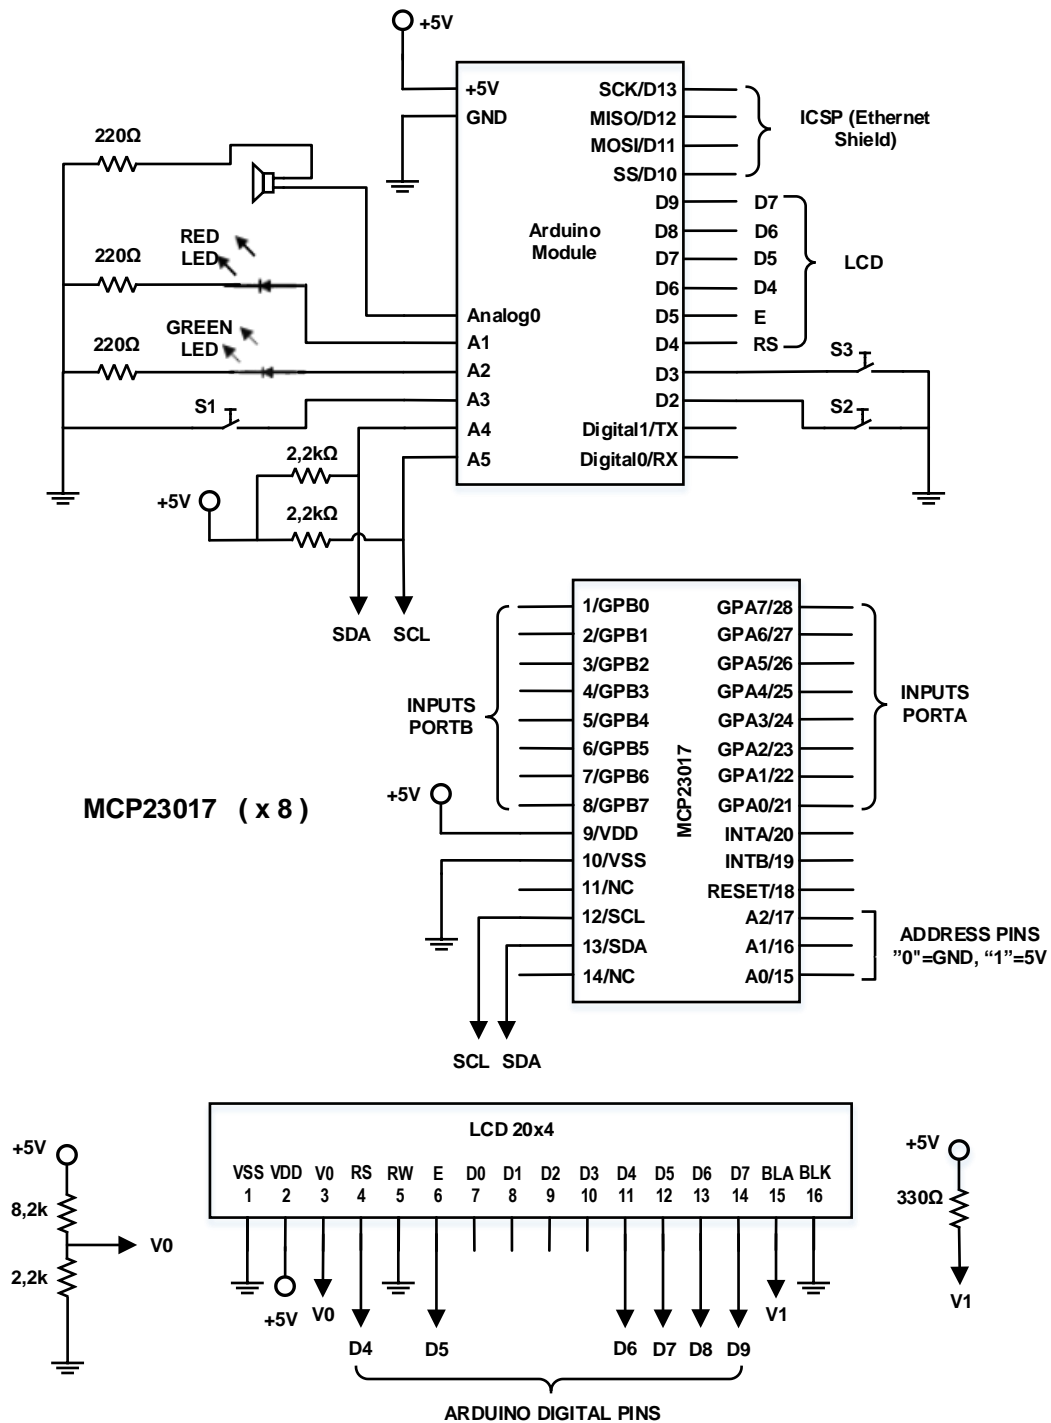 +5V
+5V
GND
SCK/D13
MISO/D12
MOSI/D11
SS/D10
ICSP (Ethernet
Shield)
220Ω
Arduino
Module
D9
D8
D7
D6
D5
D4
D3
D2
Digital1/TX
Digital0/RX
D7
D6
D5
D4
E
RS
LCD
RED
LED
220Ω
GREEN
LED
220Ω
Analog0
A1
A2
A3
A4
A5
S1
S3
S2
2,2kΩ
+5V
2,2kΩ
SDA
SCL
1/GPB0
2/GPB1
3/GPB2
4/GPB3
5/GPB4
6/GPB5
7/GPB6
8/GPB7
9/VDD
10/VSS
11/NC
12/SCL
13/SDA
14/NC
MCP23017
GPA7/28
GPA6/27
GPA5/26
GPA4/25
GPA3/24
GPA2/23
GPA1/22
GPA0/21
INTA/20
INTB/19
RESET/18
A2/17
A1/16
A0/15
INPUTS
PORTB
INPUTS
PORTA
MCP23017 ( x 8 )
+5V
ADDRESS PINS
”0"=GND, “1”=5V
SCL SDA
LCD 20x4
VSS VDD V0 RS RW E D0 D1 D2 D3 D4 D5 D6 D7 BLA BLK
1 2 3 4 5 6 7 8 9 10 11 12 13 14 15 16
+5V
8,2k
V0
2,2k
+5V
330Ω
V1
+5V
V0
V1
D4 D5 D6 D7 D8 D9
ARDUINO DIGITAL PINS